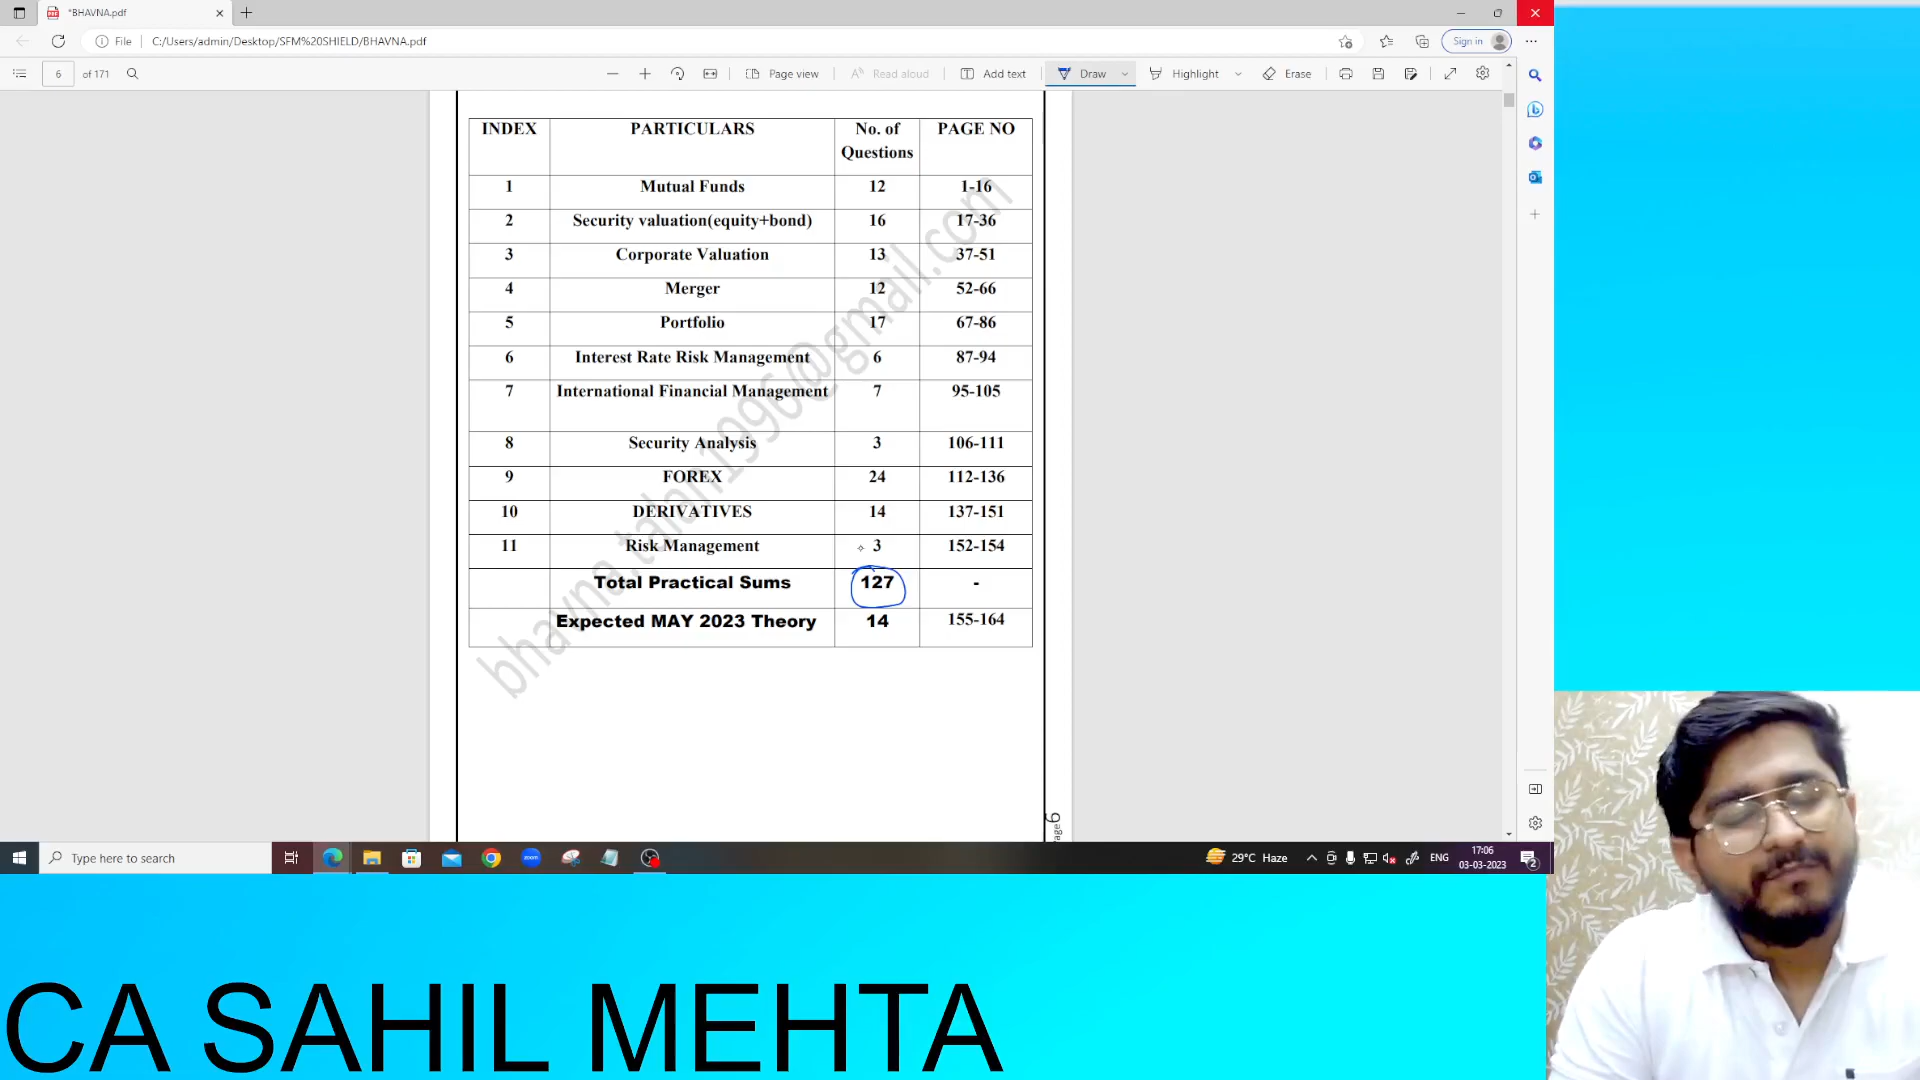 *BHAVNA.pdf
File C:/Users/admin/Desktop/SFM%20SHIELD/BHAVNA.pdf
Sign in
6 of 171
Page view
Read aloud
Add text
Draw
Highlight
Erase
INDEX PARTICULARS No. of Questions PAGE NO
1 Mutual Funds 12 1-16
2 Security valuation(equity+bond) 16 17-36
3 Corporate Valuation 13 37-51
4 Merger 12 52-66
5 Portfolio 17 67-86
6 Interest Rate Risk Management 6 87-94
7 International Financial Management 7 95-105
8 Security Analysis 3 106-111
9 FOREX 24 112-136
10 DERIVATIVES 14 137-151
11 Risk Management 3 152-154
Total Practical Sums 127 -
Expected MAY 2023 Theory 14 155-164
bhavna.talan1996@gmail.com
Type here to search
zoom
29°C Haze
ENG
17:06
03-03-2023
2
CA SAHIL MEHTA